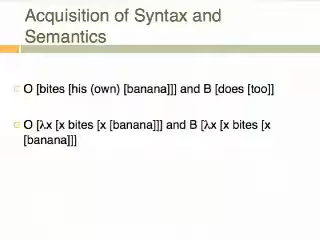 Acquisition of Syntax and
Semantics
O [bites [his (own) [banana]]] and B [does [too]]
O [λx [x bites [x [banana]]] and B [λx [x bites [x
[banana]]]